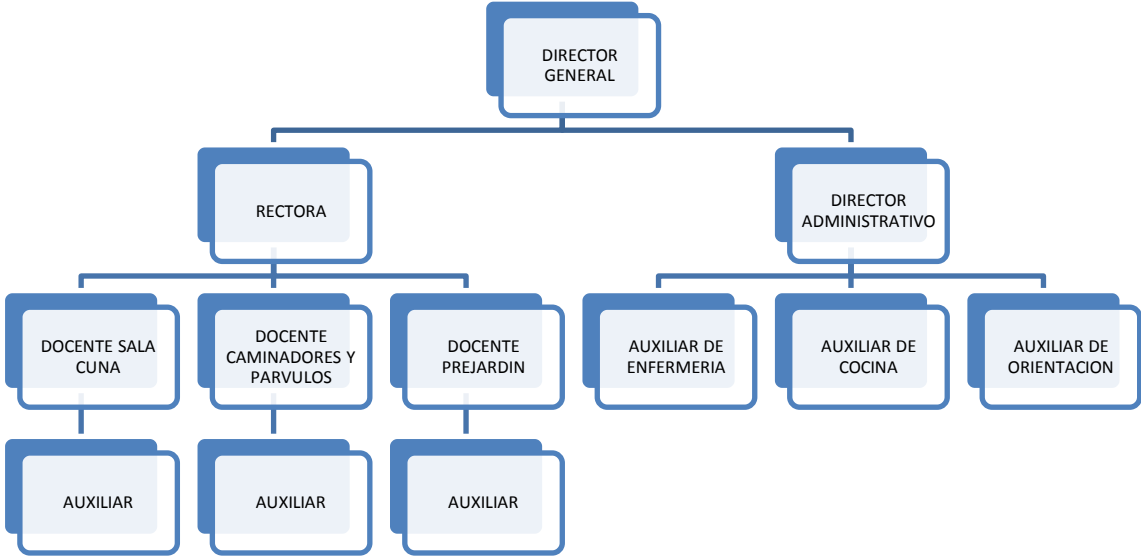 DIRECTOR
GENERAL
RECTORA
DIRECTOR
ADMINISTRATIVO
DOCENTE SALA
CUNA
DOCENTE
CAMINADORES Y
PARVULOS
DOCENTE
PREJARDIN
AUXILIAR DE
ENFERMERIA
AUXILIAR DE
COCINA
AUXILIAR DE
ORIENTACION
AUXILIAR
AUXILIAR
AUXILIAR